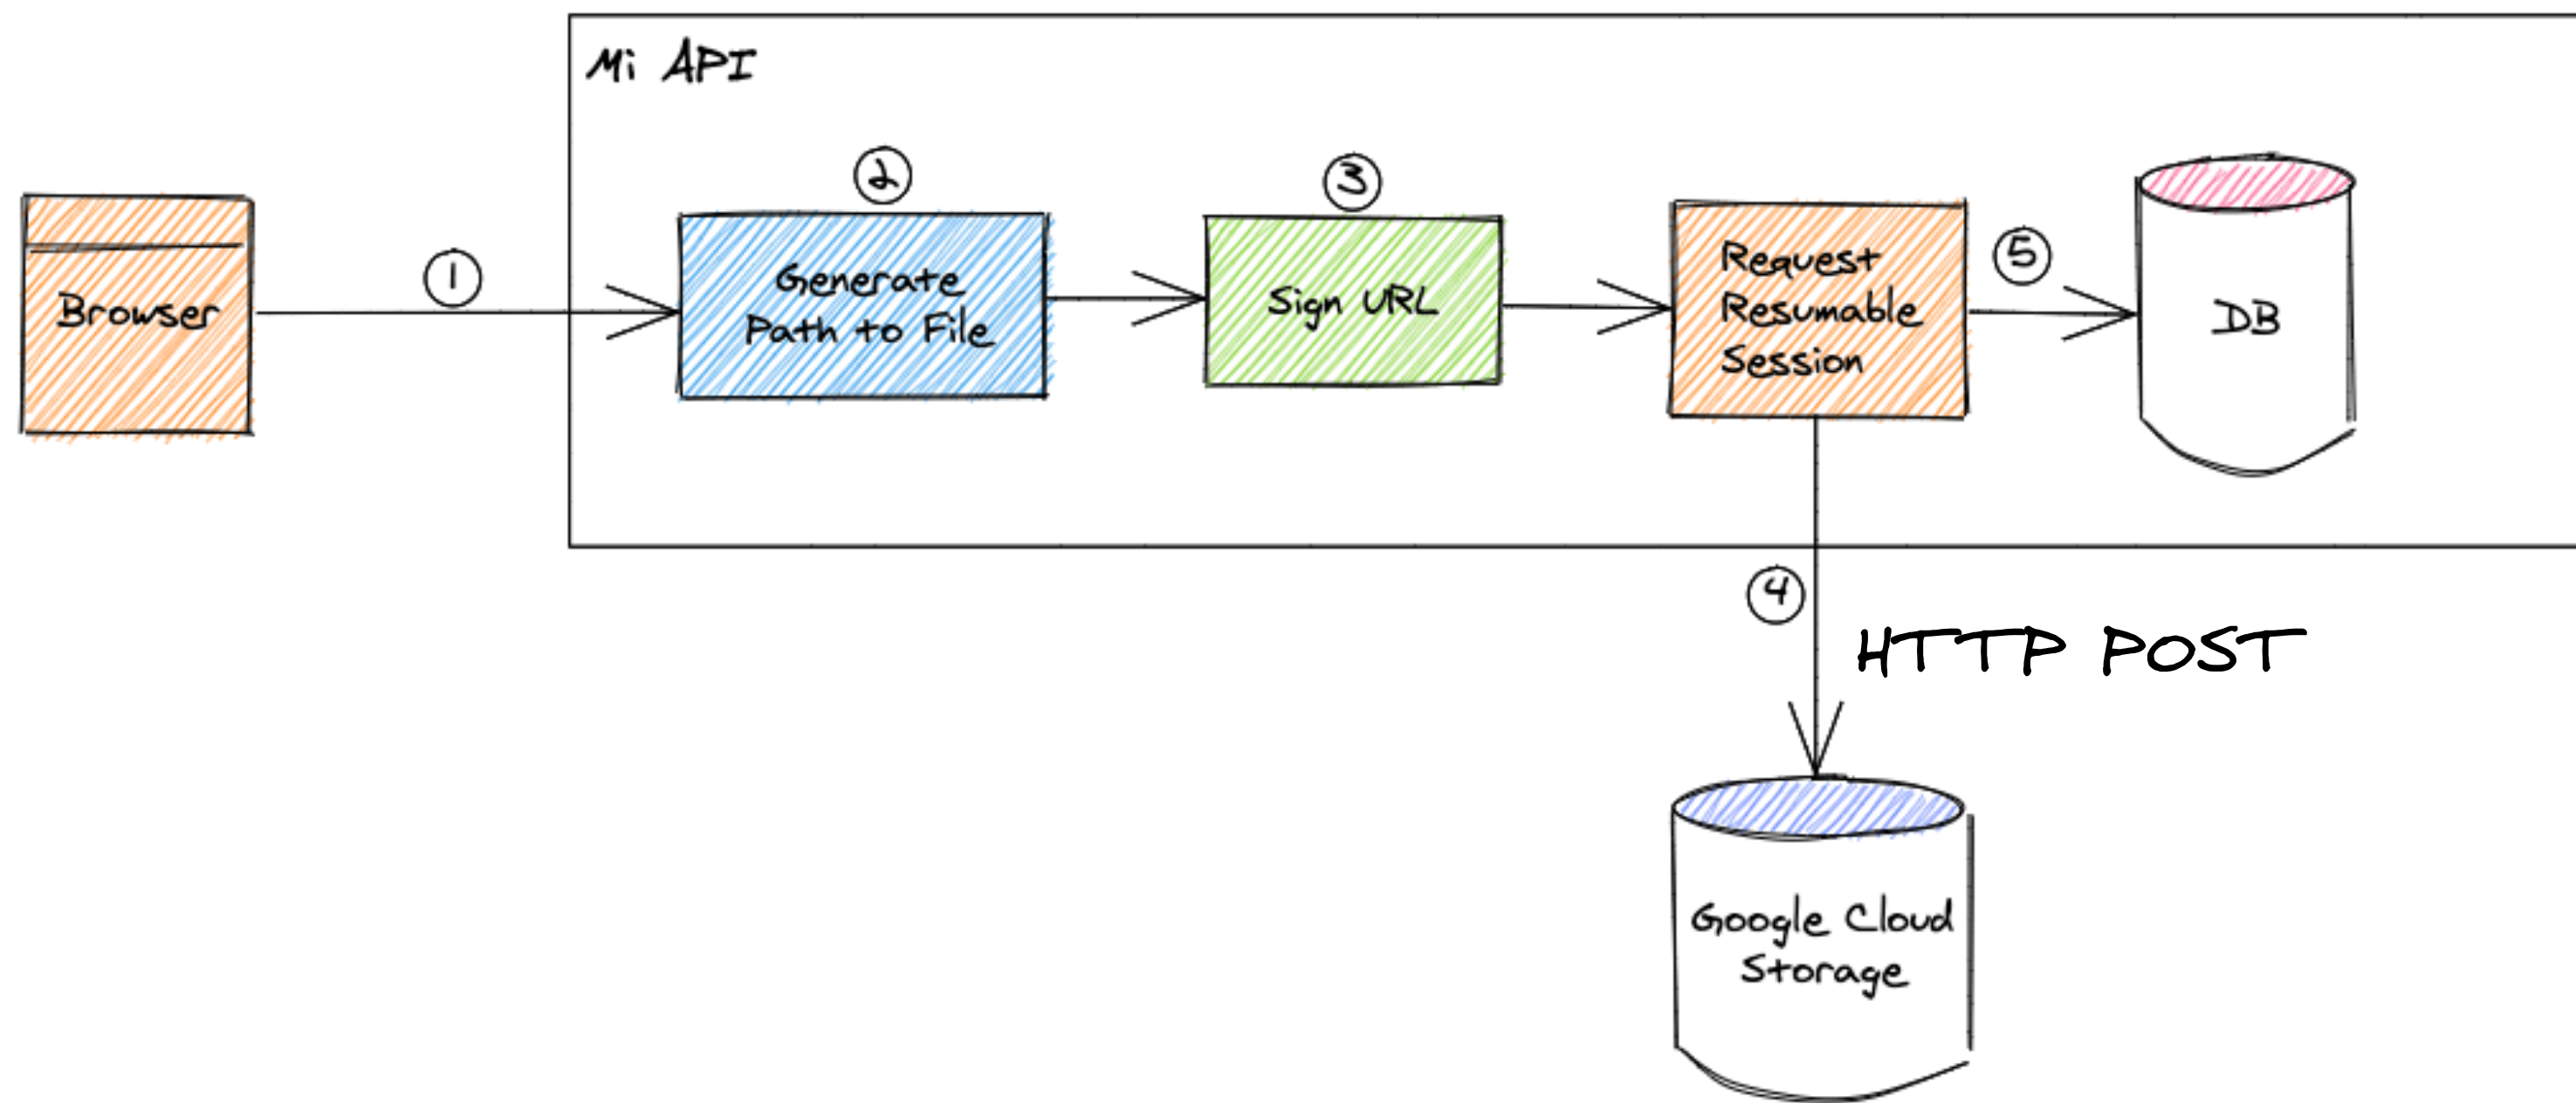 Mi API
Browser
1
2
Generate
Path to File
3
Sign URL
Request
Resumable
Session
5
DB
4
HTTP POST
Google Cloud
Storage